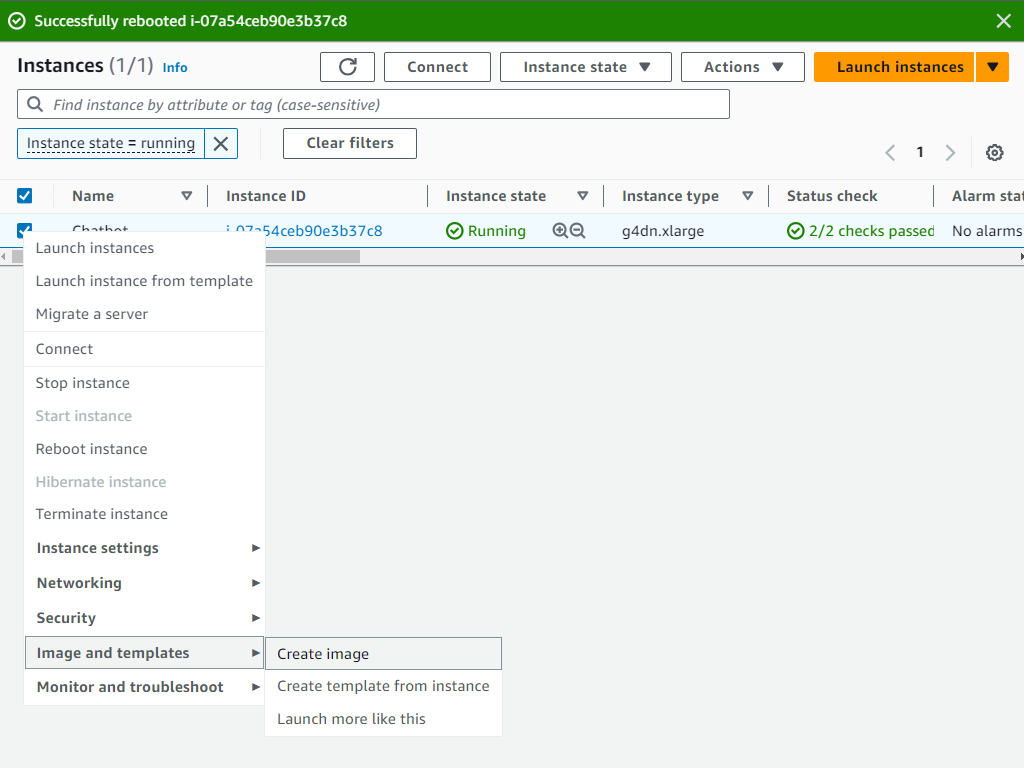 Successfully rebooted i-07a54ceb90e3b37c8
Instances (1/1) Info
Connect
Instance state
Actions
Launch instances
Find instance by attribute or tag (case-sensitive)
Instance state = running
Clear filters
1
Name
Instance ID
Instance state
Instance type
Status check
Alarm stat
Chatbot
i-07a54ceb90e3b37c8
Running
g4dn.xlarge
2/2 checks passed
No alarms
Launch instances
Launch instance from template
Migrate a server
Connect
Stop instance
Start instance
Reboot instance
Hibernate instance
Terminate instance
Instance settings
Networking
Security
Image and templates
Monitor and troubleshoot
Create image
Create template from instance
Launch more like this